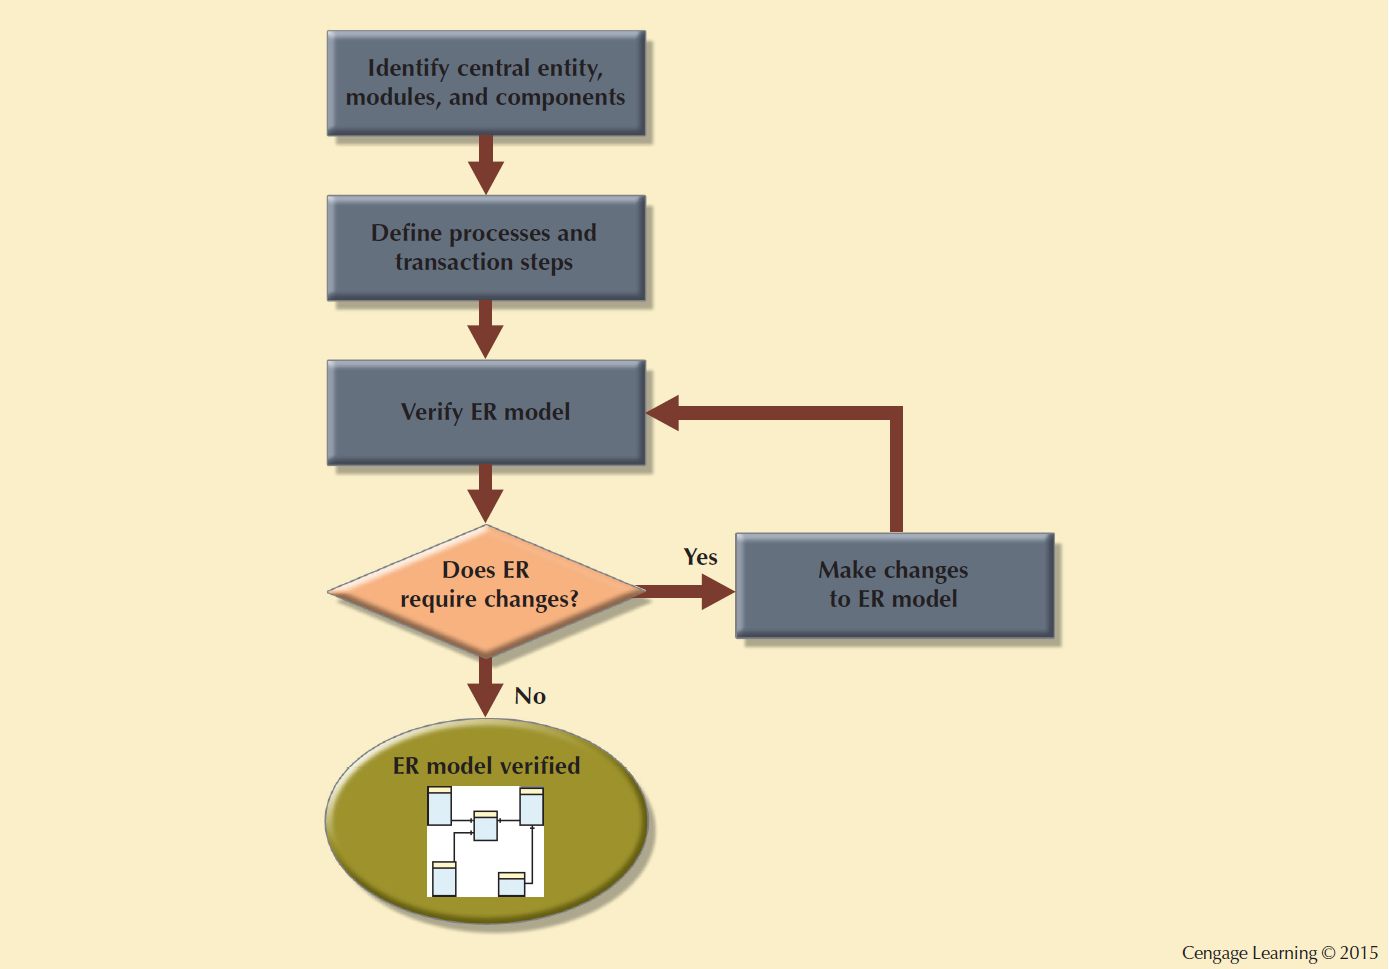 Identify central entity,
modules, and components
Define processes and
transaction steps
Verify ER model
Does ER
require changes?
Yes
Make changes
to ER model
No
ER model verified
Cengage Learning © 2015